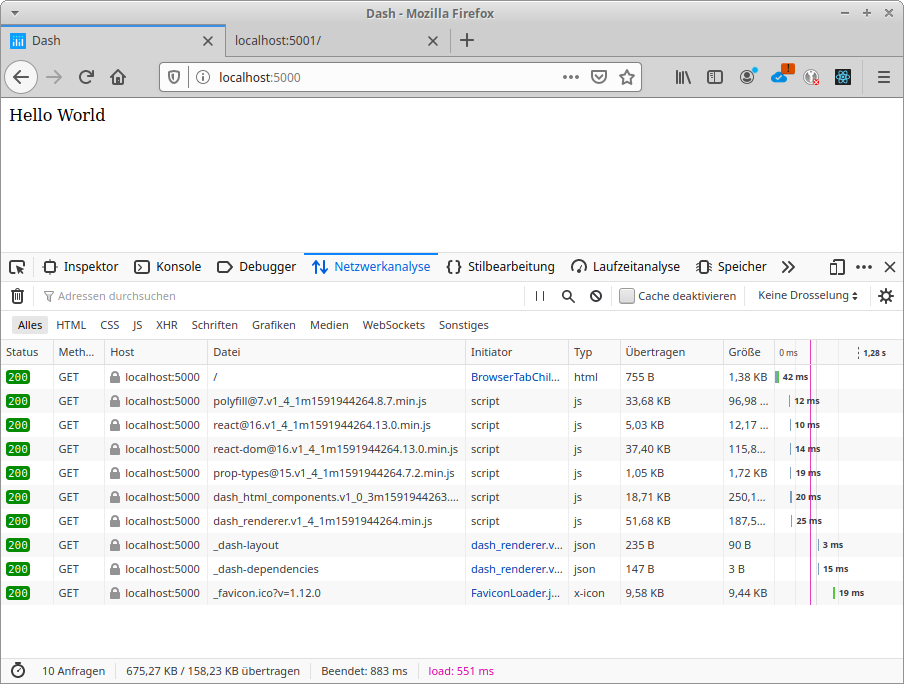 Dash - Mozilla Firefox
Dash localhost:5001/
localhost:5000
Hello World
Inspektor Konsole Debugger Netzwerkanalyse Stilbearbeitung Laufzeitanalyse Speicher
Adressen durchsuchen Cache deaktivieren Keine Drosselung
Alles HTML CSS JS XHR Schriften Grafiken Medien WebSockets Sonstiges
Status Meth... Host Datei Initiator Typ Übertragen Größe 0 ms 1,28 s
200 GET localhost:5000 / BrowserTabChil... html 755 B 1,38 KB 42 ms
200 GET localhost:5000 polyfill@7.v1_4_1m1591944264.8.7.min.js script js 33,68 KB 96,98 ... 12 ms
200 GET localhost:5000 react@16.v1_4_1m1591944264.13.0.min.js script js 5,03 KB 12,17 ... 10 ms
200 GET localhost:5000 react-dom@16.v1_4_1m1591944264.13.0.min.js script js 37,40 KB 115,8... 14 ms
200 GET localhost:5000 prop-types@15.v1_4_1m1591944264.7.2.min.js script js 1,05 KB 1,72 KB 19 ms
200 GET localhost:5000 dash_html_components.v1_0_3m1591944263.... script js 18,71 KB 250,1... 20 ms
200 GET localhost:5000 dash_renderer.v1_4_1m1591944264.min.js script js 51,68 KB 187,5... 25 ms
200 GET localhost:5000 _dash-layout dash_renderer.v... json 235 B 90 B 3 ms
200 GET localhost:5000 _dash-dependencies dash_renderer.v... json 147 B 3 B 15 ms
200 GET localhost:5000 _favicon.ico?v=1.12.0 FaviconLoader.j... x-icon 9,58 KB 9,44 KB 19 ms
10 Anfragen 675,27 KB / 158,23 KB übertragen Beendet: 883 ms load: 551 ms